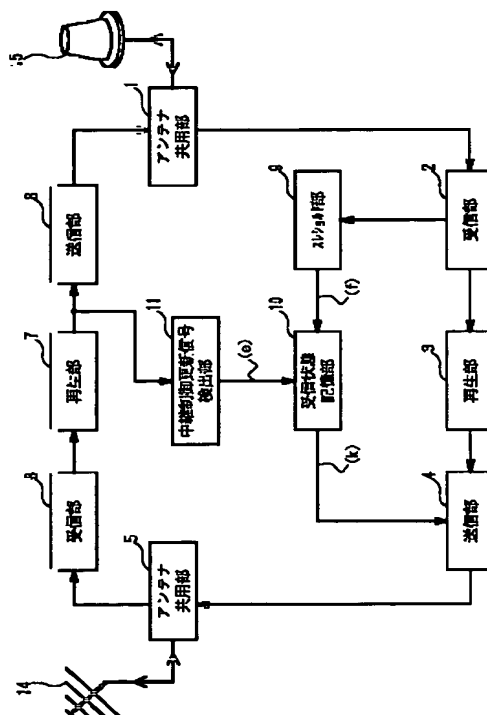 14
15
5
アンテナ
共用部
6
受信部
7
再生部
8
送信部
1
アンテナ
共用部
11
中継制御更新信号
検出部
(e)
10
受信状態
記憶部
(f)
9
スレショルド部
(k)
4
送信部
3
再生部
2
受信部